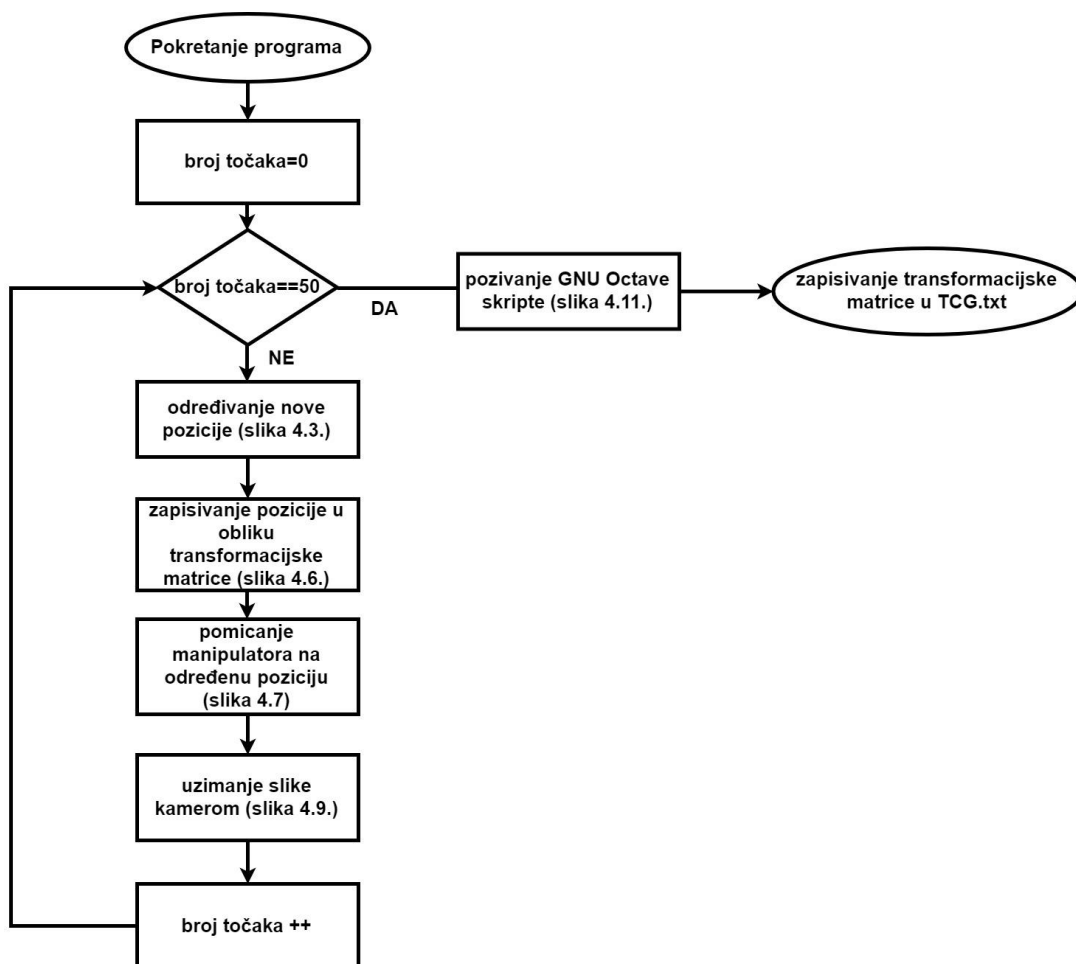 Pokretanje programa
broj točaka=0
broj točaka==50
DA
pozivanje GNU Octave
skripte (slika 4.11.)
zapisivanje transformacijske
matrice u TCG.txt
NE
određivanje nove
pozicije (slika 4.3.)
zapisivanje pozicije u
obliku
transformacijske
matrice (slika 4.6.)
pomicanje
manipulatora na
određenu poziciju
(slika 4.7)
uzimanje slike
kamerom (slika 4.9.)
broj točaka ++